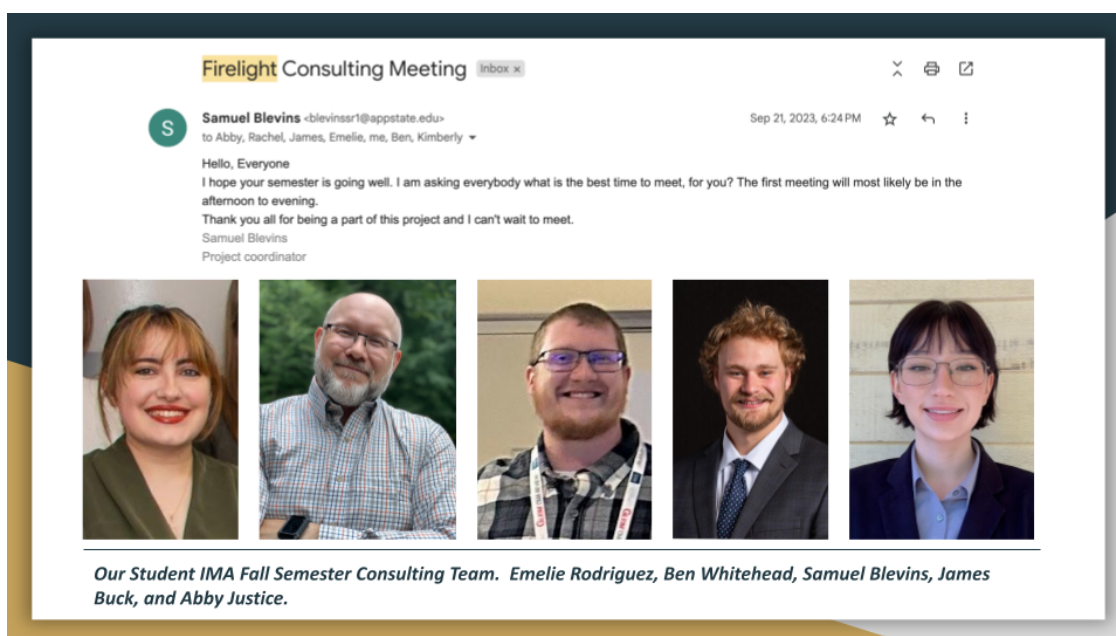 Firelight Consulting Meeting Inbox x
S
Samuel Blevins <blevinssr1@appstate.edu> Sep 21, 2023, 6:24 PM
to Abby, Rachel, James, Emelie, me, Ben, Kimberly
Hello, Everyone
I hope your semester is going well. I am asking everybody what is the best time to meet, for you? The first meeting will most likely be in the
afternoon to evening.
Thank you all for being a part of this project and I can't wait to meet.
Samuel Blevins
Project coordinator
Our Student IMA Fall Semester Consulting Team. Emelie Rodriguez, Ben Whitehead, Samuel Blevins, James
Buck, and Abby Justice.